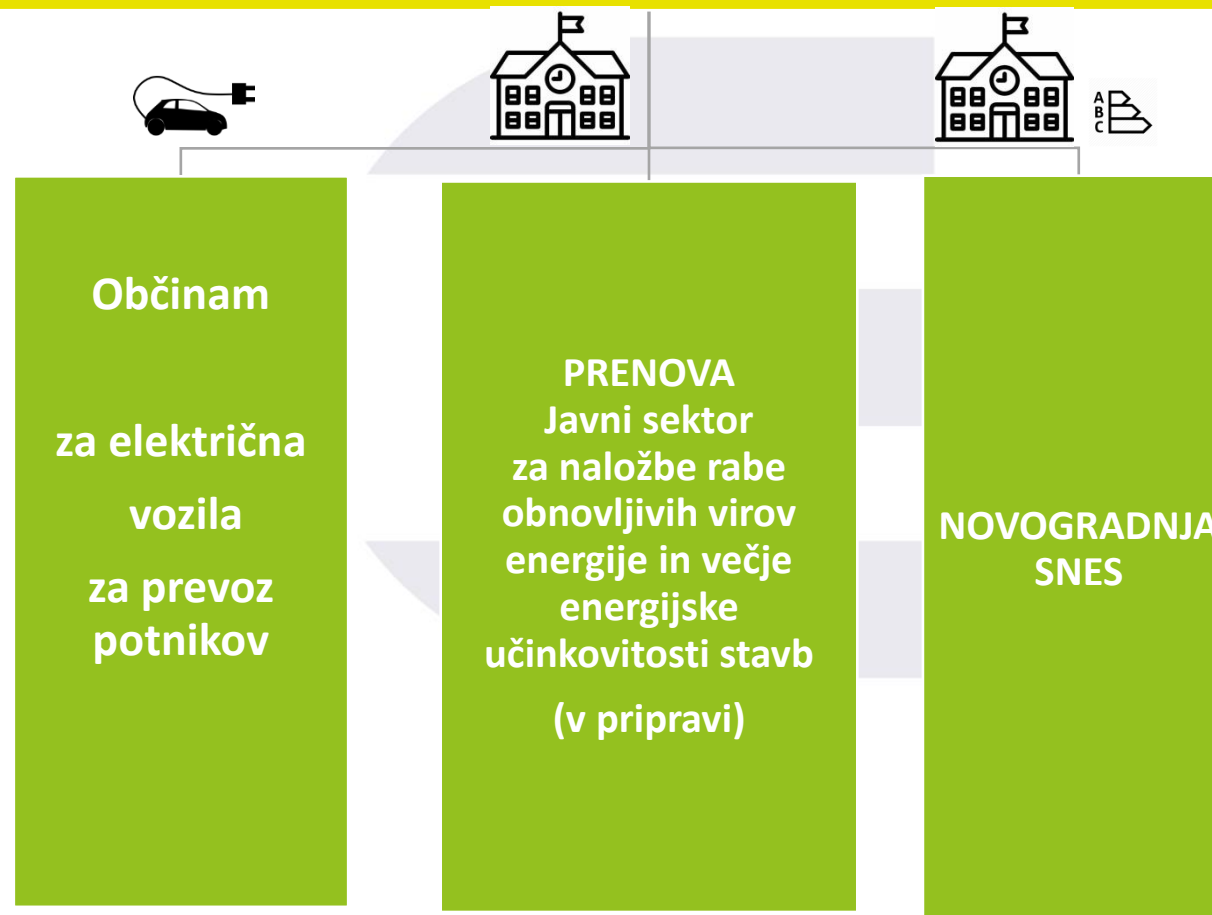 A
B
C
Občinam
za električna
vozila
za prevoz
potnikov
PRENOVA
Javni sektor
za naložbe rabe
obnovljivih virov
energije in večje
energijske
učinkovitosti stavb
(v pripravi)
NOVOGRADNJA
SNES